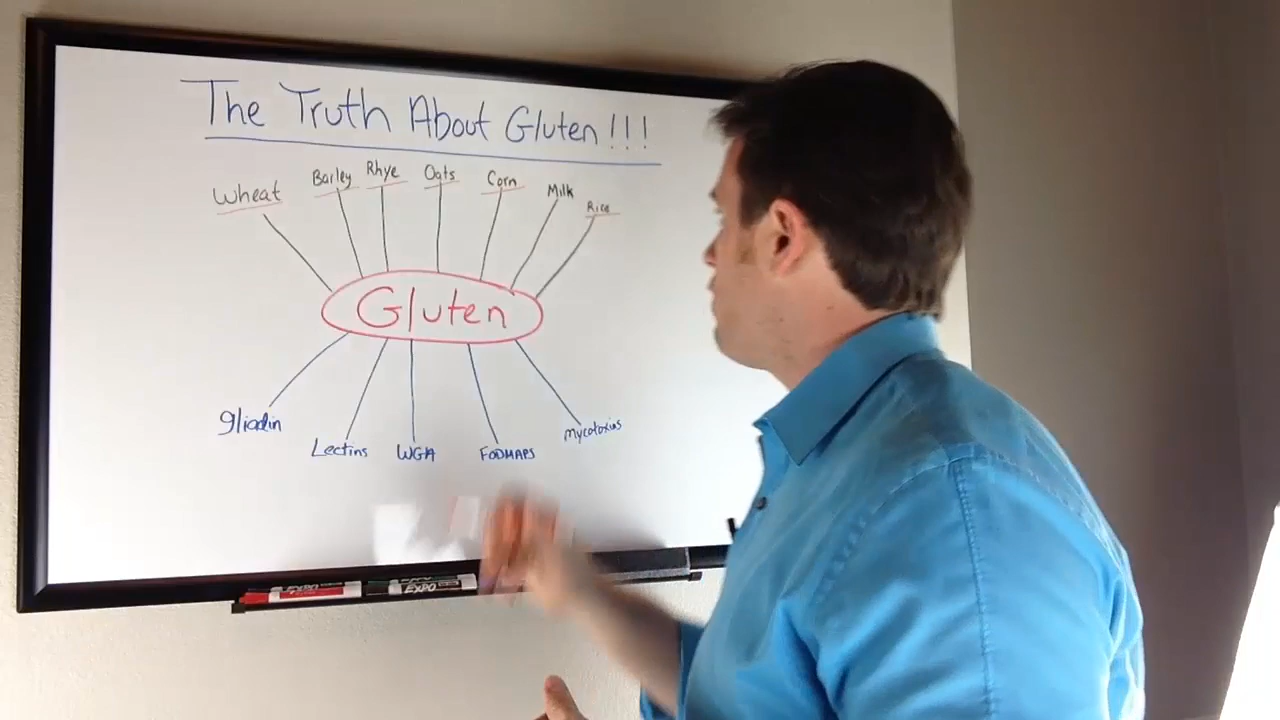 The Truth About Gluten!!!
Wheat Barley Rhye Oats Corn Milk Rice
Gluten
gliadin Lectins WGA FODMAPS Mycotoxins
EXPO EXPO